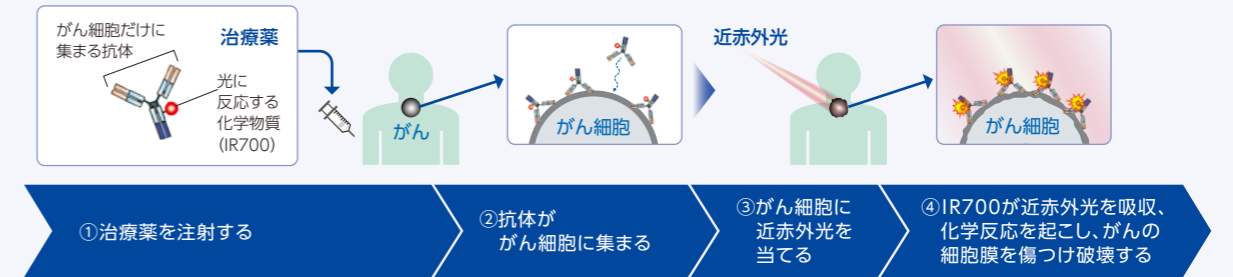 がん細胞だけに
集まる抗体
治療薬
光に
反応する
化学物質
(IR700)
がん
がん細胞
近赤外光
がん細胞
①治療薬を注射する
②抗体が
がん細胞に集まる
③がん細胞に
近赤外光を
当てる
④IR700が近赤外光を吸収、
化学反応を起こし、がんの
細胞膜を傷つけ破壊する